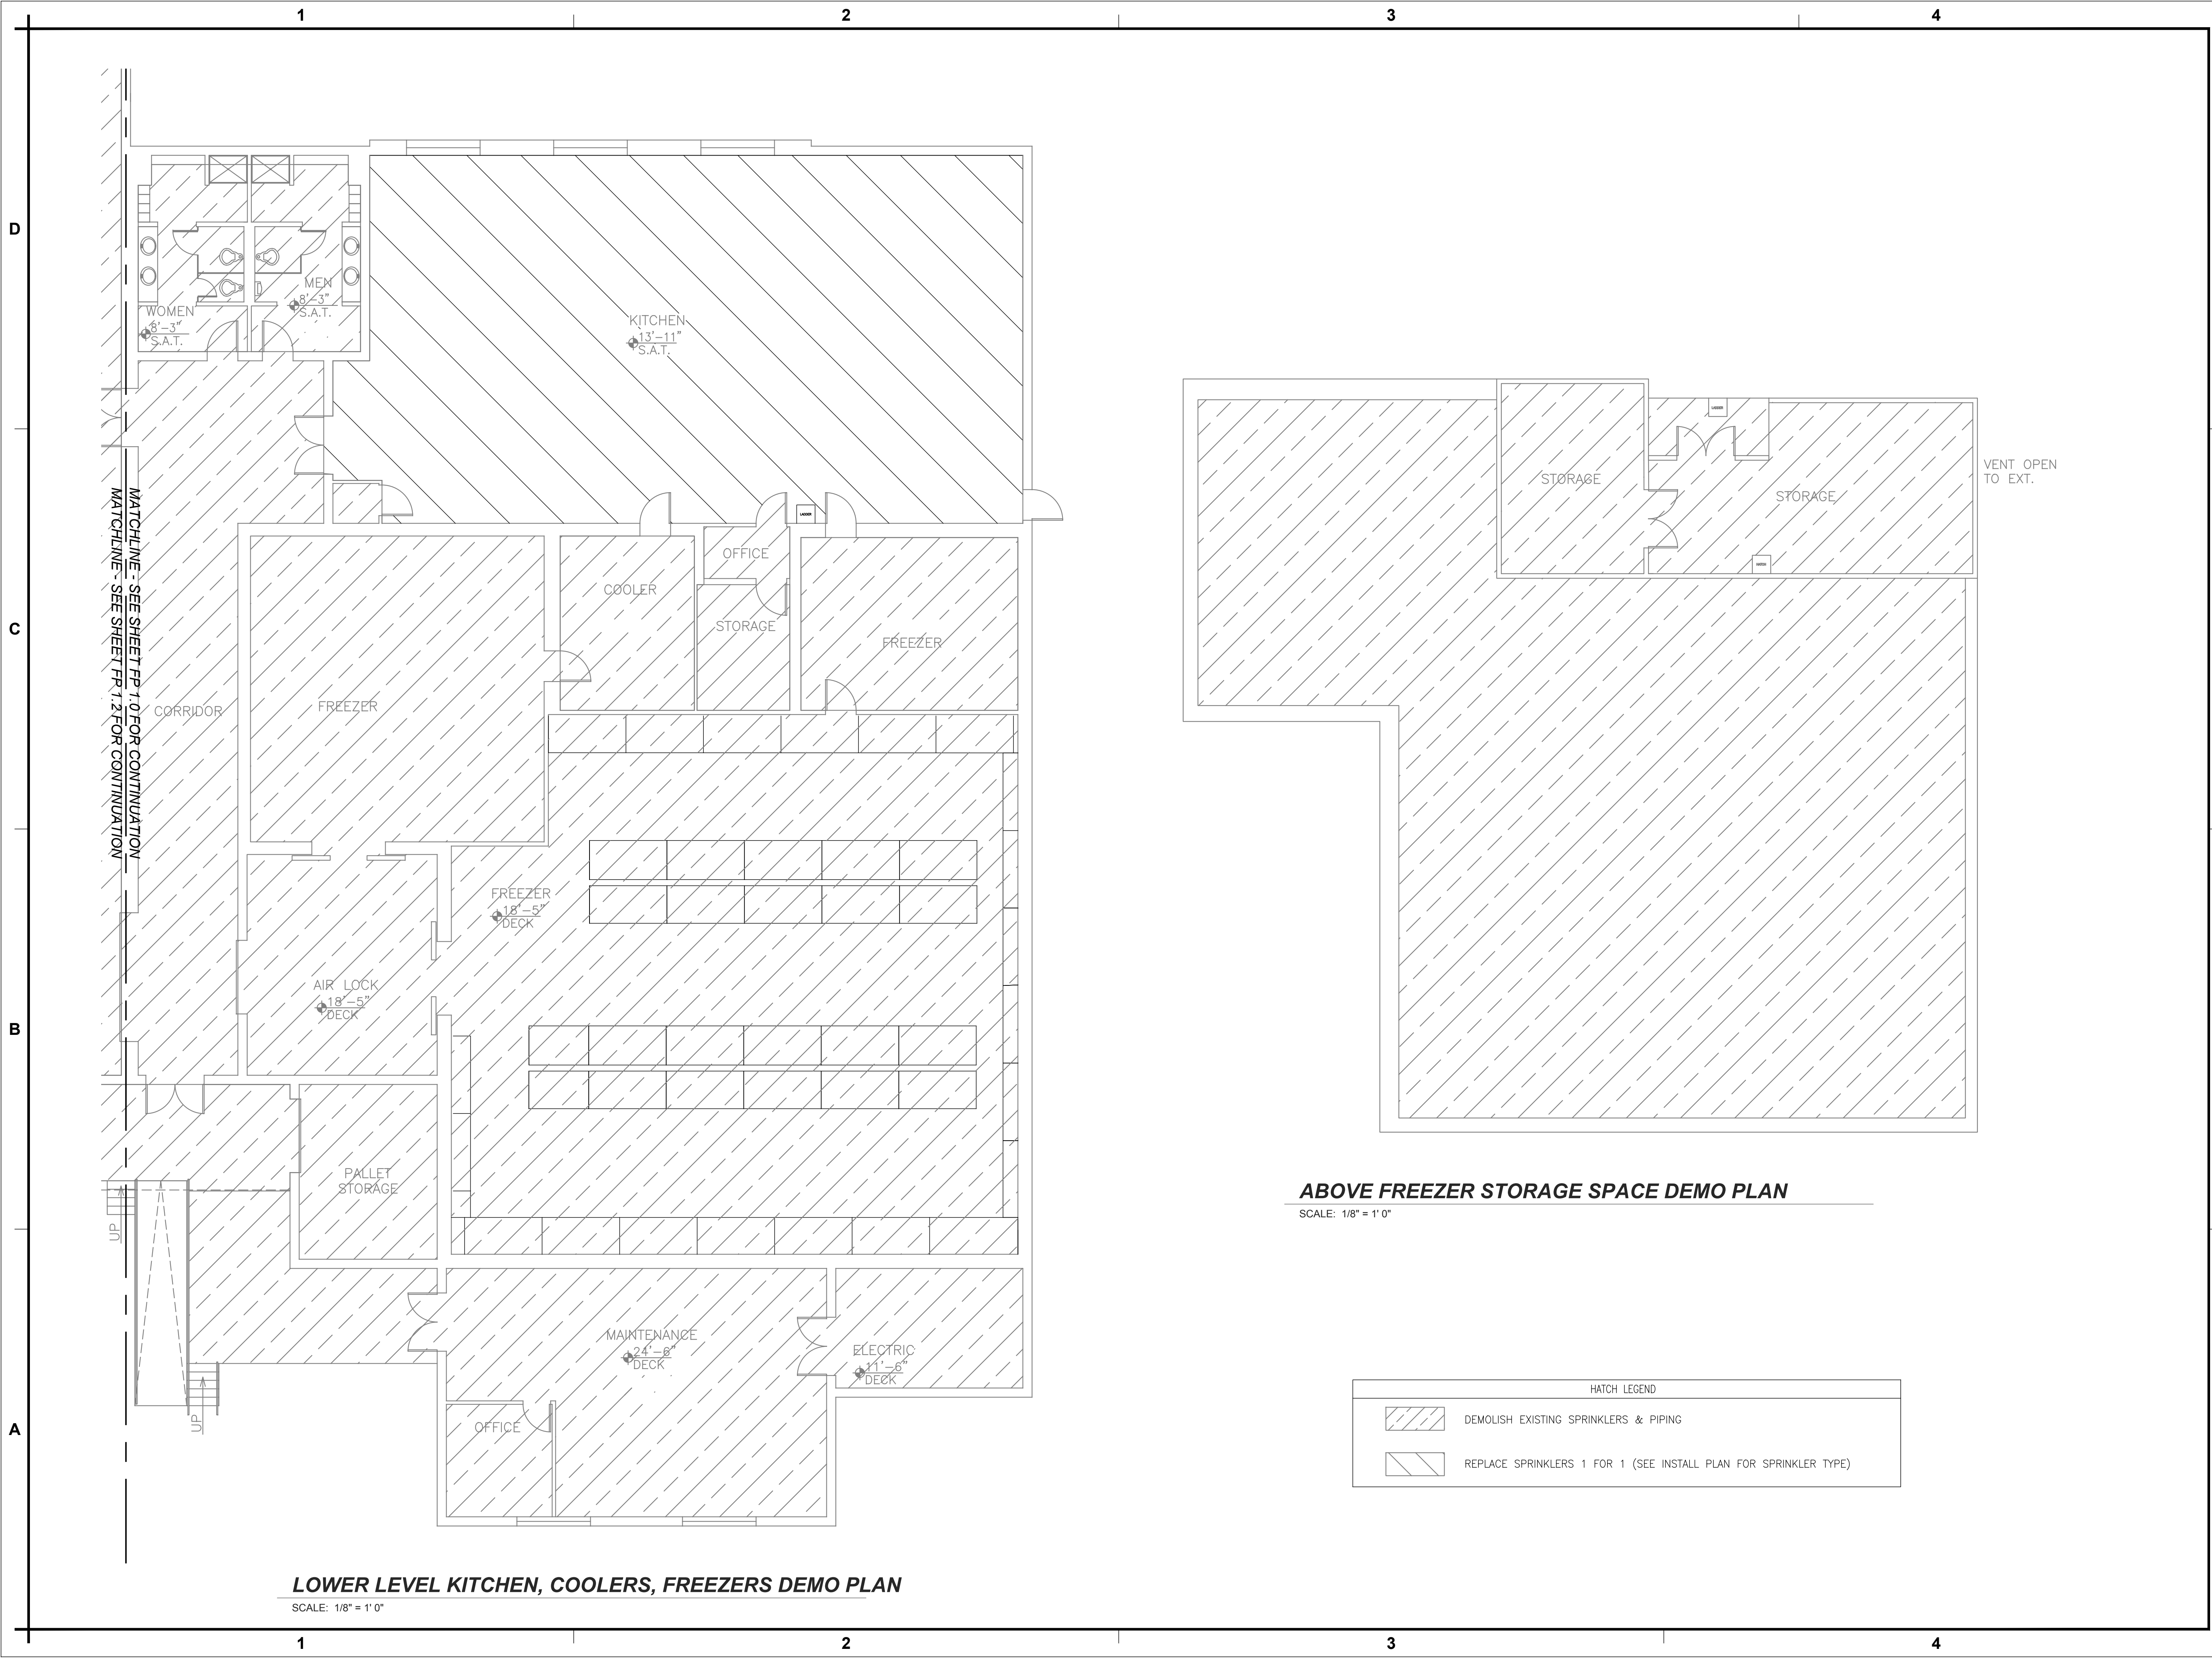 1
2
3
4
D
C
B
A
WOMEN
8'-3"
S.A.T.
MEN
8'-3"
S.A.T.
KITCHEN
13'-11"
S.A.T.
LADDER
OFFICE
COOLER
STORAGE
FREEZER
FREEZER
CORRIDOR
MATCHLINE - SEE SHEET FP 1.0 FOR CONTINUATION
MATCHLINE - SEE SHEET FP 1.2 FOR CONTINUATION
FREEZER
18'-5"
DECK
AIR LOCK
18'-5"
DECK
PALLET
STORAGE
UP
UP
MAINTENANCE
24'-6"
DECK
ELECTRIC
11'-6"
DECK
OFFICE
LOWER LEVEL KITCHEN, COOLERS, FREEZERS DEMO PLAN
SCALE: 1/8" = 1' 0"
LADDER
STORAGE
STORAGE
VENT OPEN
TO EXT.
ABOVE FREEZER STORAGE SPACE DEMO PLAN
SCALE: 1/8" = 1' 0"
HATCH LEGEND
DEMOLISH EXISTING SPRINKLERS & PIPING
REPLACE SPRINKLERS 1 FOR 1 (SEE INSTALL PLAN FOR SPRINKLER TYPE)
1
2
3
4